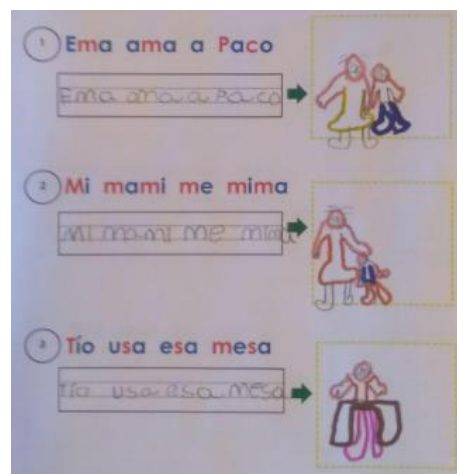 1 Ema ama a Paco
Ema ama a Paco
2 Mi mami me mima
Mi mami me mima
3 Tío usa esa mesa
Tío usa esa mesa